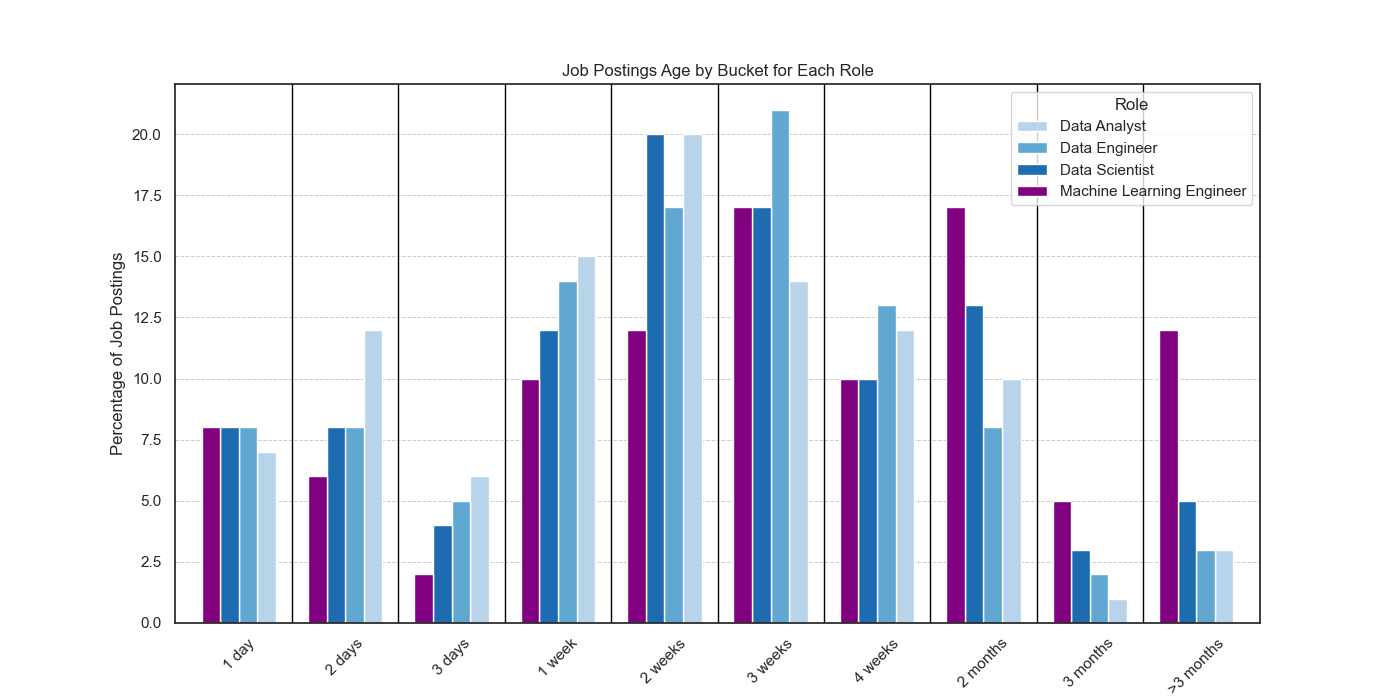 Job Postings Age by Bucket for Each Role
Percentage of Job Postings
20.0
17.5
15.0
12.5
10.0
7.5
5.0
2.5
0.0
Role
Data Analyst
Data Engineer
Data Scientist
Machine Learning Engineer
1 day
2 days
3 days
1 week
2 weeks
3 weeks
4 weeks
2 months
3 months
>3 months